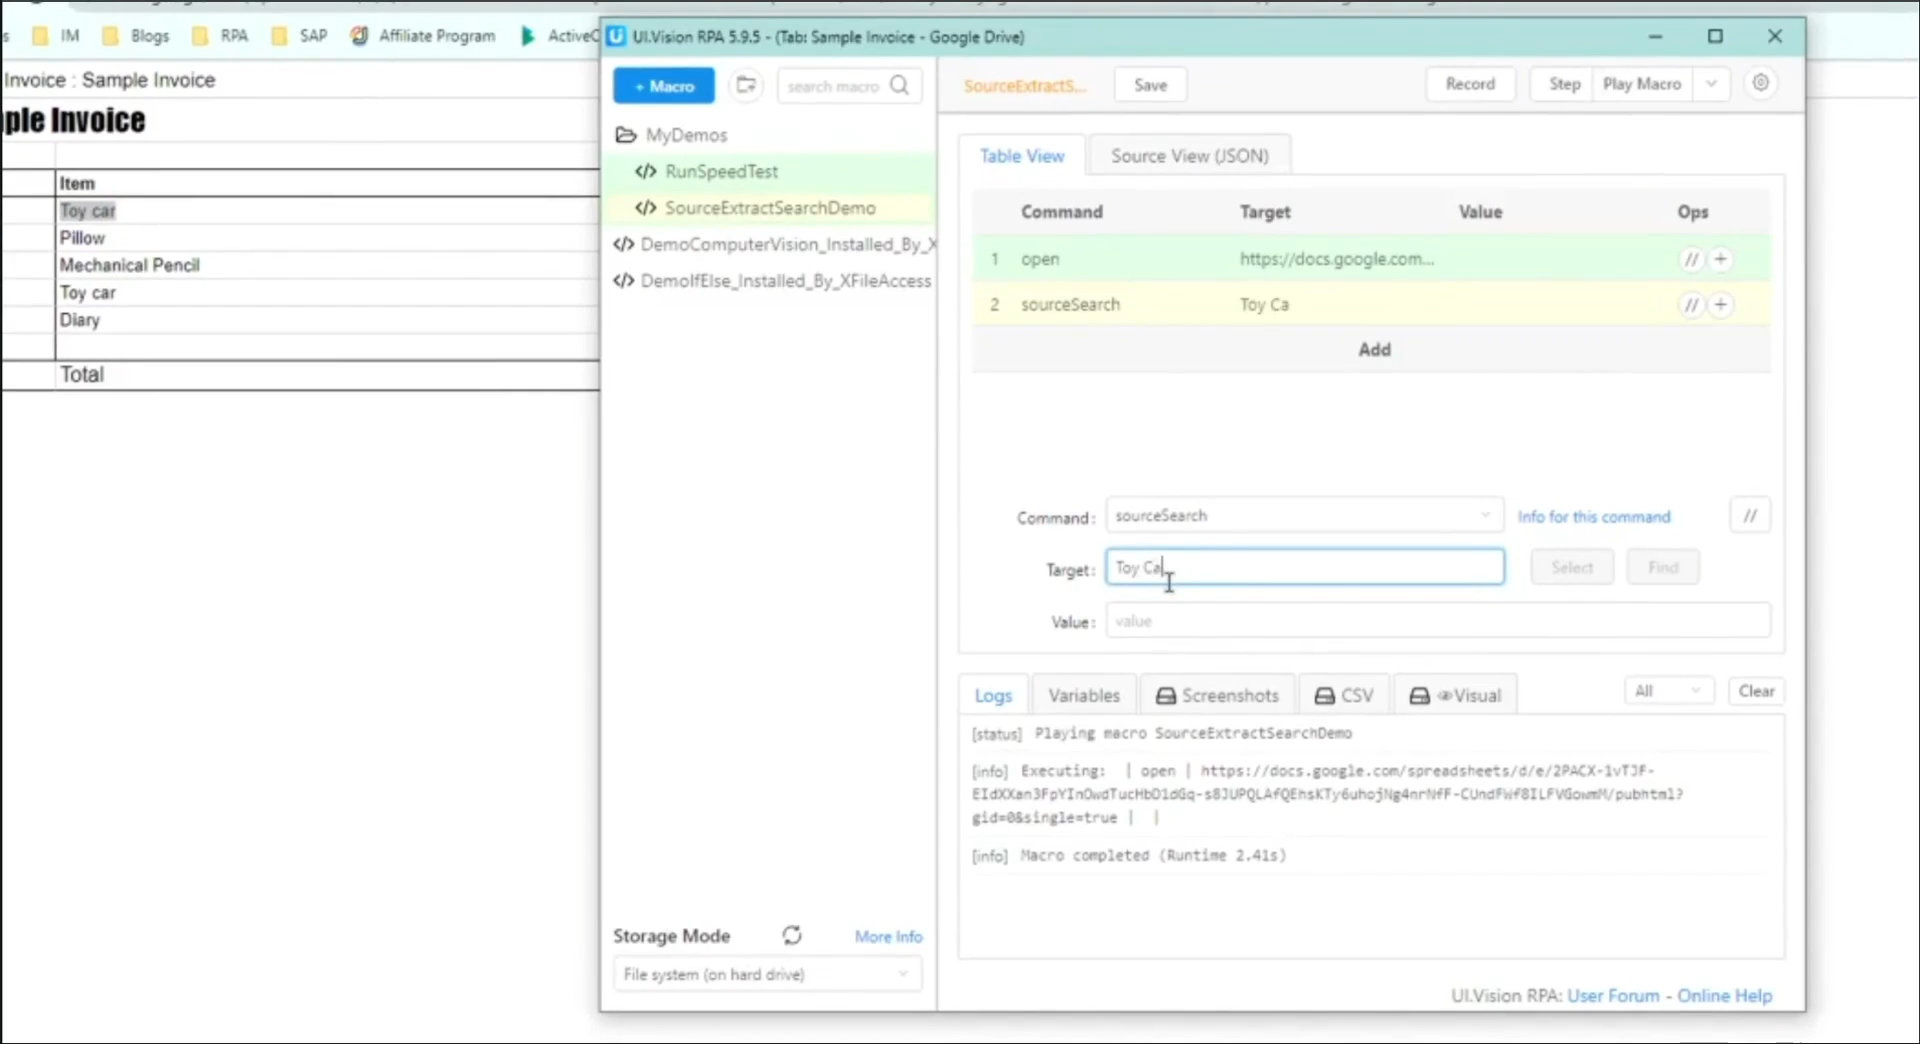 IM Blogs RPA SAP Affiliate Program ActiveC
Invoice : Sample Invoice
ple Invoice
Item
Toy car
Pillow
Mechanical Pencil
Toy car
Diary
Total
UI.Vision RPA 5.9.5 - (Tab: Sample Invoice - Google Drive)
+ Macro
search macro
MyDemos
</> RunSpeedTest
</> SourceExtractSearchDemo
</> DemoComputerVision_Installed_By_X
</> DemoIfElse_Installed_By_XFileAccess
Storage Mode
More Info
File system (on hard drive)
SourceExtractS...
Save
Record
Step
Play Macro
Table View
Source View (JSON)
Command Target Value Ops
1 open https://docs.google.com... // +
2 sourceSearch Toy Ca // +
Add
Command: sourceSearch Info for this command //
Target: Toy Ca Select Find
Value: value
Logs Variables Screenshots CSV Visual All Clear
[status] Playing macro SourceExtractSearchDemo
[info] Executing: | open | https://docs.google.com/spreadsheets/d/e/2PACX-1vTJF-
gid=0&single=true | |
[info] Macro completed (Runtime 2.41s)
UI.Vision RPA: User Forum - Online Help